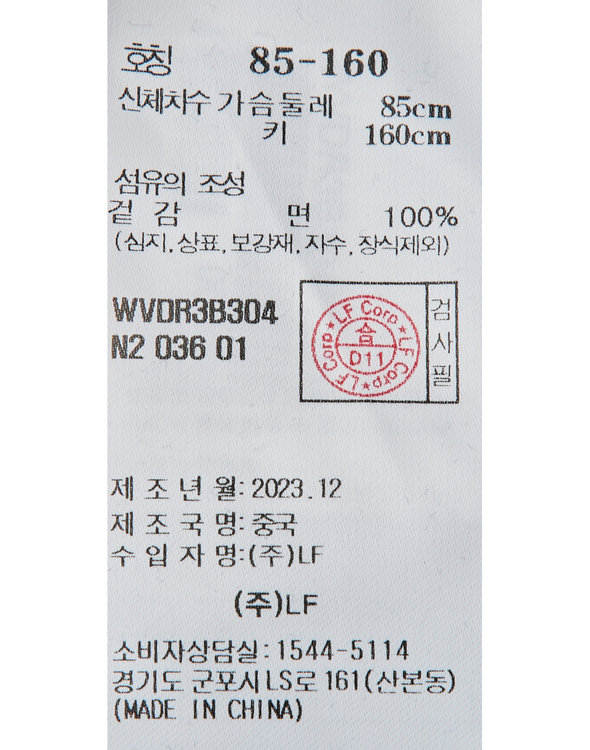 호칭 85-160
신체치수 가슴둘레 85cm
키 160cm
섬유의 조성
겉감 면 100%
(심지,상표,보강재,자수,장식제외)
WVDR3B304
N2 036 01
★LF Corp★LF Corp★LF Corp
合
D11
검사필
제조년월:2023.12
제조국명:중국
수입자명:(주)LF
(주)LF
소비자상담실:1544-5114
경기도 군포시 LS로 161(산본동)
(MADE IN CHINA)